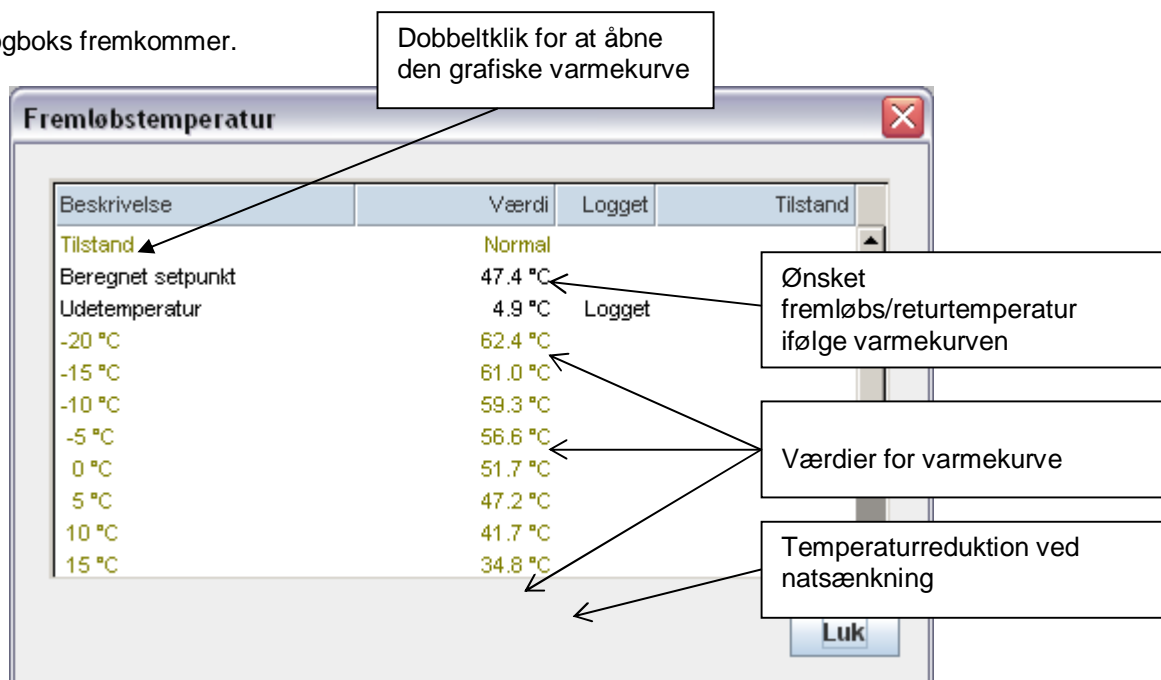 ogboks fremkommer.
Dobbeltklik for at åbne
den grafiske varmekurve
Fremløbstemperatur
Beskrivelse Værdi Logget Tilstand
Tilstand Normal
Beregnet setpunkt 47.4 °C
Udetemperatur 4.9 °C Logget
-20 °C 62.4 °C
-15 °C 61.0 °C
-10 °C 59.3 °C
-5 °C 56.6 °C
0 °C 51.7 °C
5 °C 47.2 °C
10 °C 41.7 °C
15 °C 34.8 °C
Ønsket
fremløbs/returtemperatur
ifølge varmekurven
Værdier for varmekurve
Temperaturreduktion ved
natsænkning
Luk